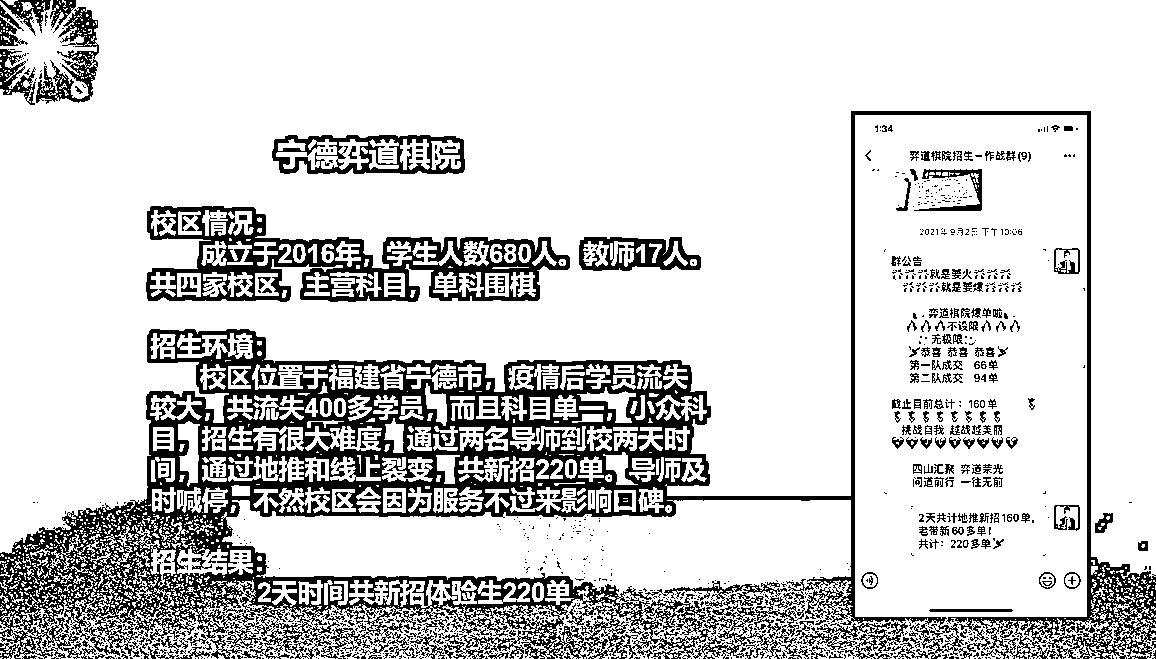 宁德弈道棋院
校区情况:
成立于2016年，学生人数680人。教师17人。
共四家校区，主营科目，单科围棋
招生环境:
校区位置于福建省宁德市，疫情后学员流失
较大，共流失400多学员，而且科目单一，小众科
目，招生有很大难度，通过两名导师到校两天时
间，通过地推和线上裂变，共新招220单。导师及
时喊停，不然校区会因为服务不过来影响口碑。
招生结果:
2天时间共新招体验生220单
1:34
弈道棋院招生-作战群(9)
2021年9月2日 下午10:06
群公告
就是要火
就是要爆
弈道棋院爆单啦
不设限
无极限
恭喜 恭喜 恭喜
第一队成交 66单
第二队成交 94单
截止目前总计：160单
挑战自我 越战越美丽
四山汇聚 弈道荣光
问道前行 一往无前
2天共计地推新招160单，
老带新60多单！
共计：220多单